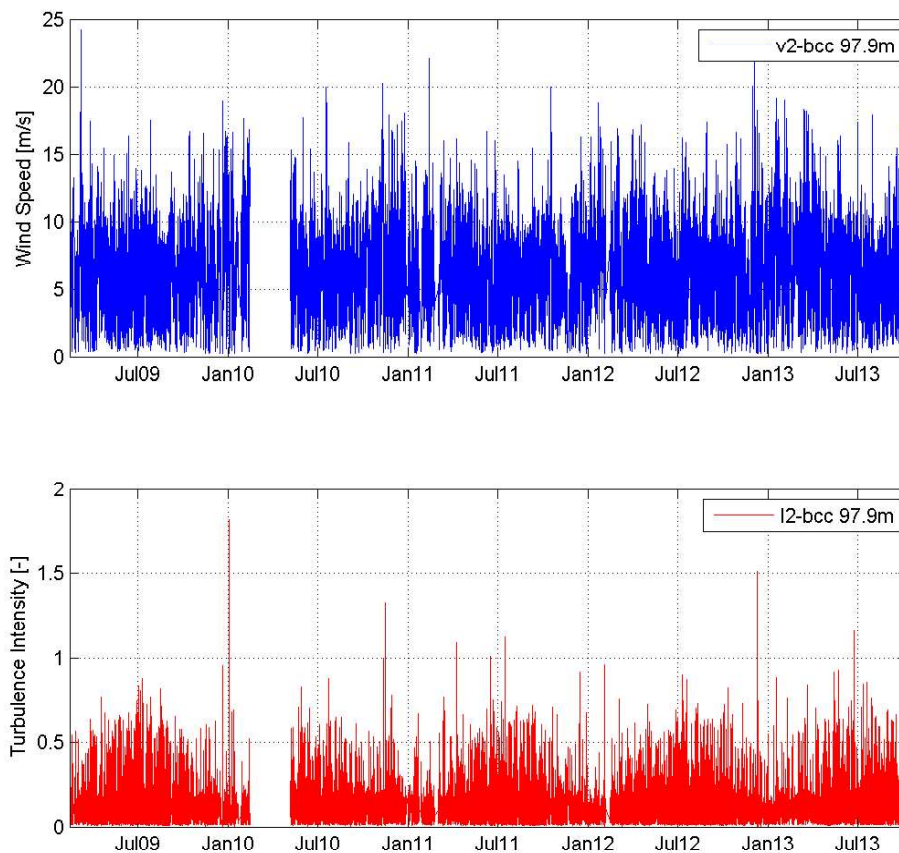 Wind Speed [m/s]
25
20
15
10
5
0
v2-bcc 97.9m
Jul09 Jan10 Jul10 Jan11 Jul11 Jan12 Jul12 Jan13 Jul13
Turbulence Intensity [-]
2
1.5
1
0.5
0
I2-bcc 97.9m
Jul09 Jan10 Jul10 Jan11 Jul11 Jan12 Jul12 Jan13 Jul13